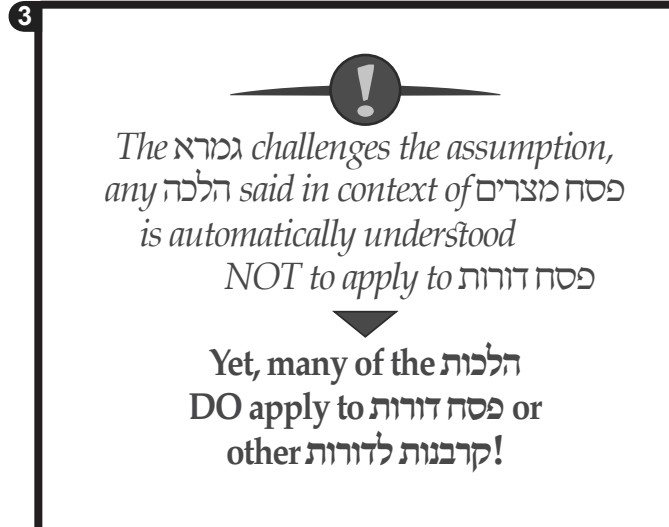 3
!
The גמרא challenges the assumption,
any הלכה said in context of פסח מצרים
is automatically understood
NOT to apply to פסח דורות
Yet, many of the הלכות
DO apply to פסח דורות or
other קרבנות לדורות!